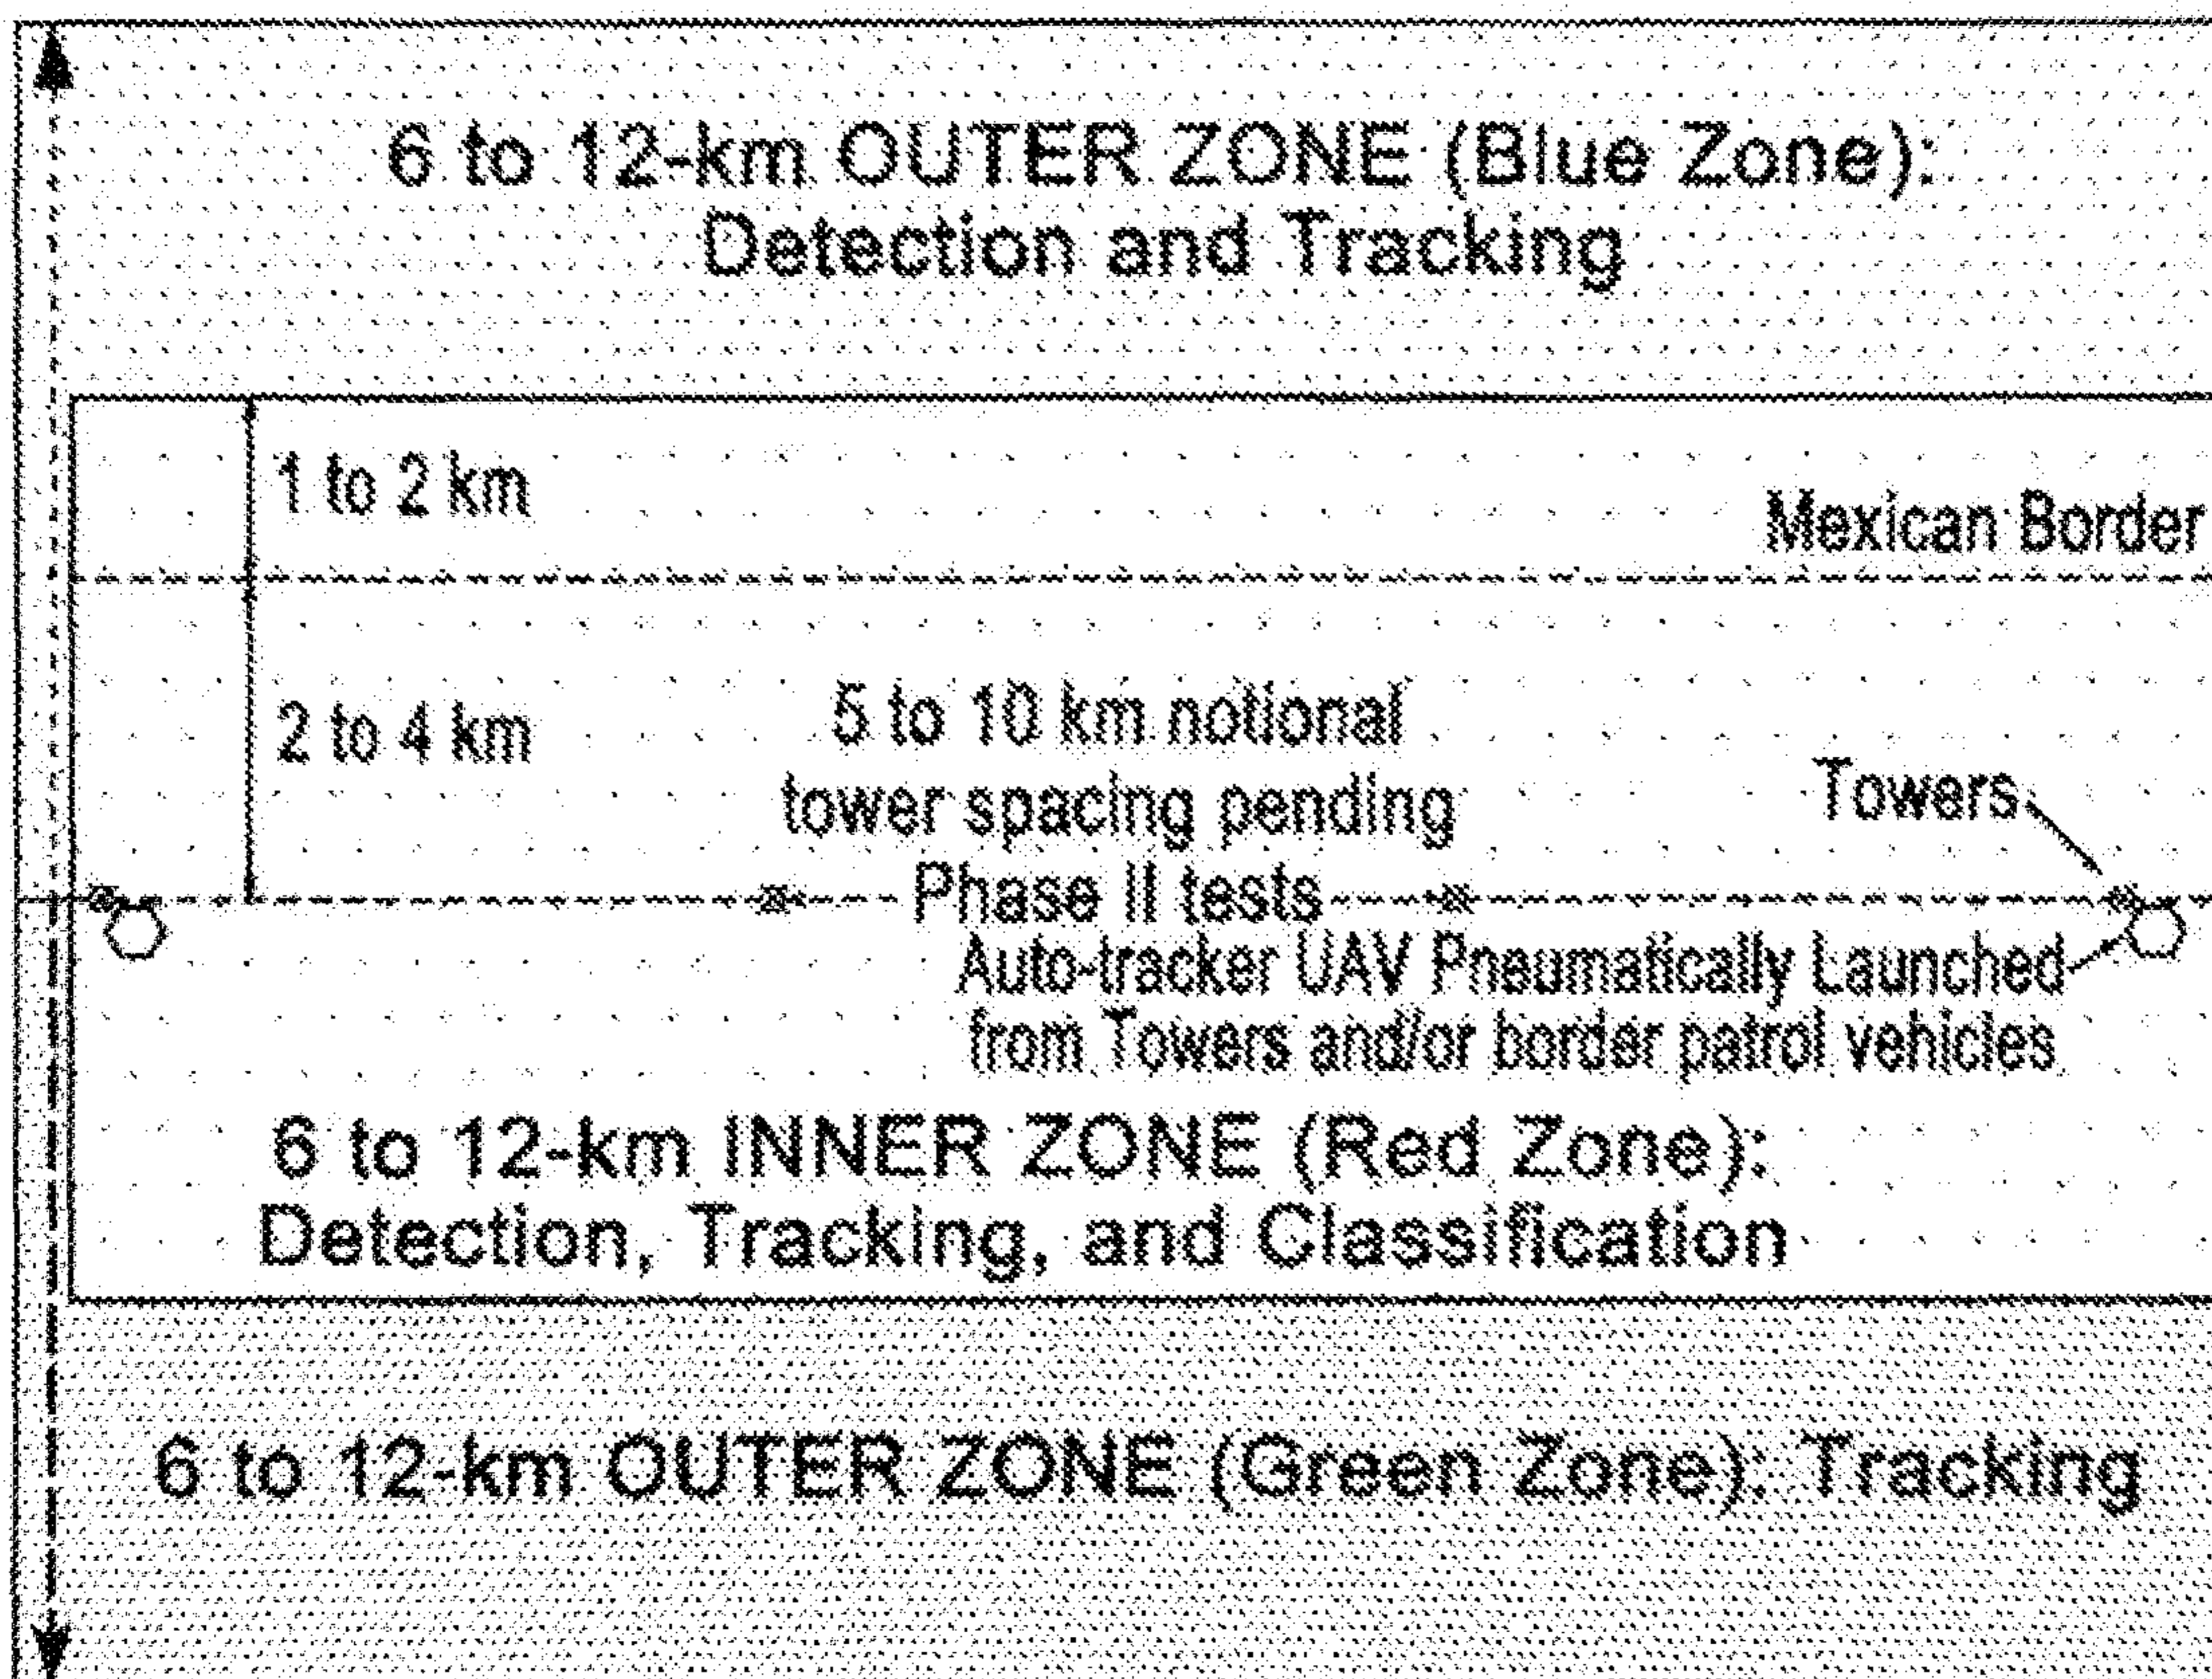 6 to 12-km OUTER ZONE (Blue Zone):
Detection and Tracking
1 to 2 km
Mexican Border
2 to 4 km
5 to 10 km notional
tower spacing pending
Phase II tests
Towers
Auto-tracker UAV Pneumatically Launched
from Towers and/or border patrol vehicles
6 to 12-km INNER ZONE (Red Zone):
Detection, Tracking, and Classification
6 to 12-km OUTER ZONE (Green Zone): Tracking